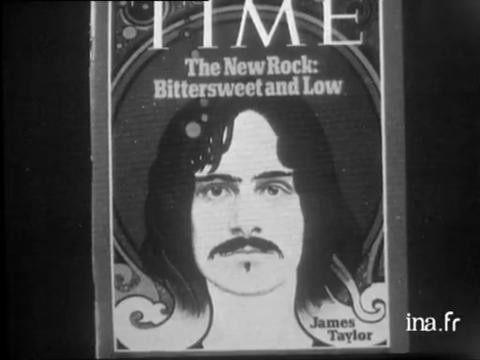 TIME
The New Rock:
Bittersweet and Low
James
Taylor
ina.fr